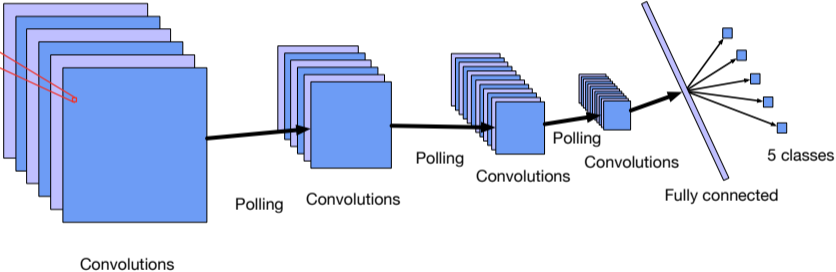 Convolutions
Polling
Convolutions
Polling
Convolutions
Polling
Convolutions
Fully connected
5 classes